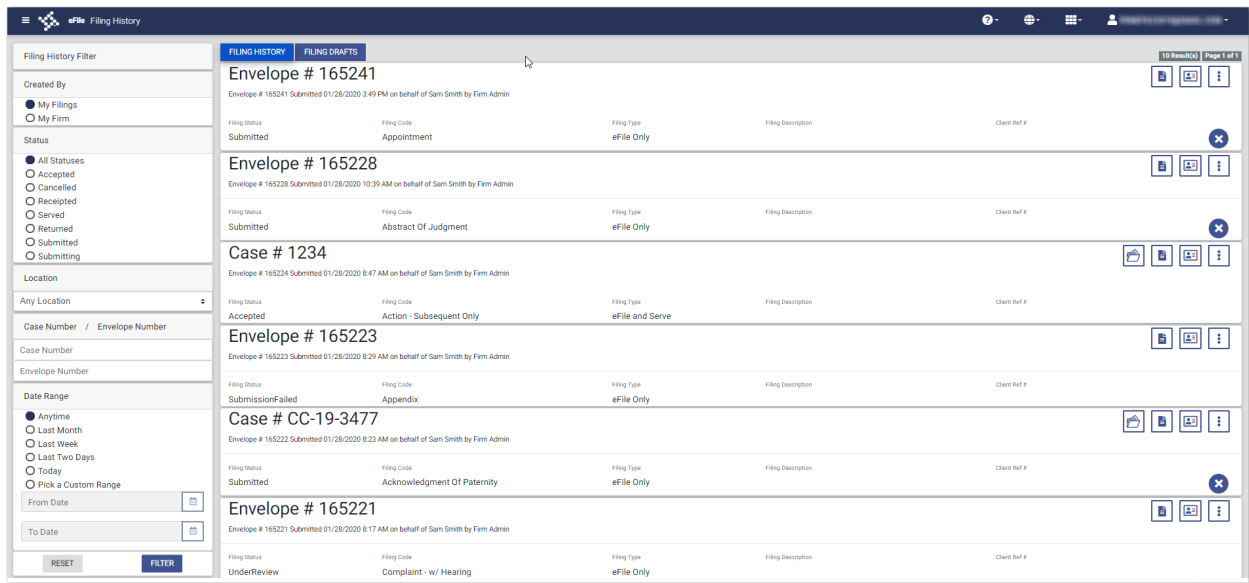 eFile Filing History
Filing History Filter
Created By
My Filings
My Firm
Status
All Statuses
Accepted
Cancelled
Receipted
Served
Returned
Submitted
Submitting
Location
Any Location
Case Number / Envelope Number
Case Number
Envelope Number
Date Range
Anytime
Last Month
Last Week
Last Two Days
Today
Pick a Custom Range
From Date
To Date
RESET FILTER
FILING HISTORY FILING DRAFTS
10 Result(s) Page 1 of 1
Envelope # 165241
Envelope # 165241 Submitted 01/28/2020 3:49 PM on behalf of Sam Smith by Firm Admin
Filing Status Filing Code Filing Type Filing Description Client Ref #
Submitted Appointment eFile Only
Envelope # 165228
Envelope # 165228 Submitted 01/28/2020 10:39 AM on behalf of Sam Smith by Firm Admin
Filing Status Filing Code Filing Type Filing Description Client Ref #
Submitted Abstract Of Judgment eFile Only
Case # 1234
Envelope # 165224 Submitted 01/28/2020 8:47 AM on behalf of Sam Smith by Firm Admin
Filing Status Filing Code Filing Type Filing Description Client Ref #
Accepted Action - Subsequent Only eFile and Serve
Envelope # 165223
Envelope # 165223 Submitted 01/28/2020 8:29 AM on behalf of Sam Smith by Firm Admin
Filing Status Filing Code Filing Type Filing Description Client Ref #
SubmissionFailed Appendix eFile Only
Case # CC-19-3477
Envelope # 165222 Submitted 01/28/2020 8:23 AM on behalf of Sam Smith by Firm Admin
Filing Status Filing Code Filing Type Filing Description Client Ref #
Submitted Acknowledgment Of Paternity eFile Only
Envelope # 165221
Envelope # 165221 Submitted 01/28/2020 8:17 AM on behalf of Sam Smith by Firm Admin
Filing Status Filing Code Filing Type Filing Description Client Ref #
UnderReview Complaint - w/ Hearing eFile Only